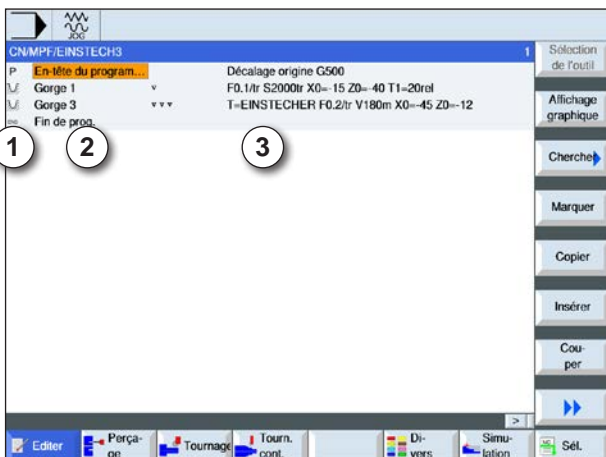 JOG
CN/MPF/EINSTECH3 1
P En-tête du program... Décalage origine G500
Gorge 1 v F0.1/tr S2000tr X0=-15 Z0=-40 T1=20rel
Gorge 3 v v v T=EINSTECHER F0.2/tr V180m X0=-45 Z0=-12
Fin de prog.
1
2
3
Sélection
de l'outil
Affichage
graphique
Cherche
Marquer
Copier
Insérer
Cou-
per
>
Editer
Perça-
ge
Tournage
Tourn.
cont.
Di-
vers
Simu-
lation
NC
Sél.